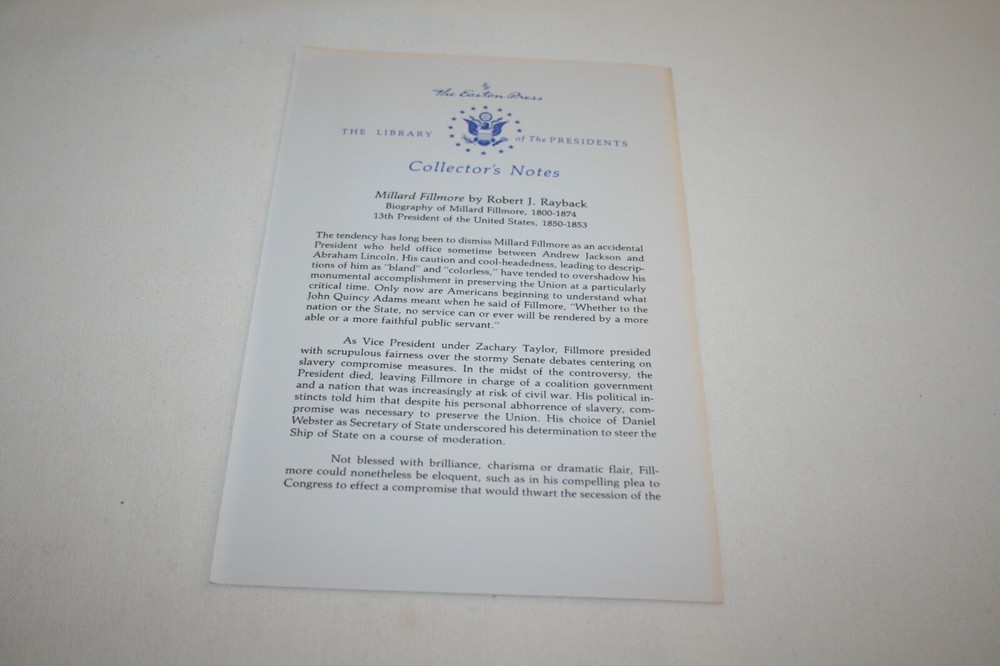 The Easton Press
THE LIBRARY of The PRESIDENTS
Collector's Notes
Millard Fillmore by Robert J. Rayback
Biography of Millard Fillmore, 1800-1874
13th President of the United States, 1850-1853
The tendency has long been to dismiss Millard Fillmore as an accidental
President who held office sometime between Andrew Jackson and
Abraham Lincoln. His caution and cool-headedness, leading to descrip-
tions of him as "bland" and "colorless," have tended to overshadow his
monumental accomplishment in preserving the Union at a particularly
critical time. Only now are Americans beginning to understand what
John Quincy Adams meant when he said of Fillmore, "Whether to the
nation or the State, no service can or ever will be rendered by a more
able or a more faithful public servant."
As Vice President under Zachary Taylor, Fillmore presided
with scrupulous fairness over the stormy Senate debates centering on
slavery compromise measures. In the midst of the controversy, the
President died, leaving Fillmore in charge of a coalition government
and a nation that was increasingly at risk of civil war. His political in-
stincts told him that despite his personal abhorrence of slavery, com-
promise was necessary to preserve the Union. His choice of Daniel
Webster as Secretary of State underscored his determination to steer the
Ship of State on a course of moderation.
Not blessed with brilliance, charisma or dramatic flair, Fill-
more could nonetheless be eloquent, such as in his compelling plea to
Congress to effect a compromise that would thwart the secession of the